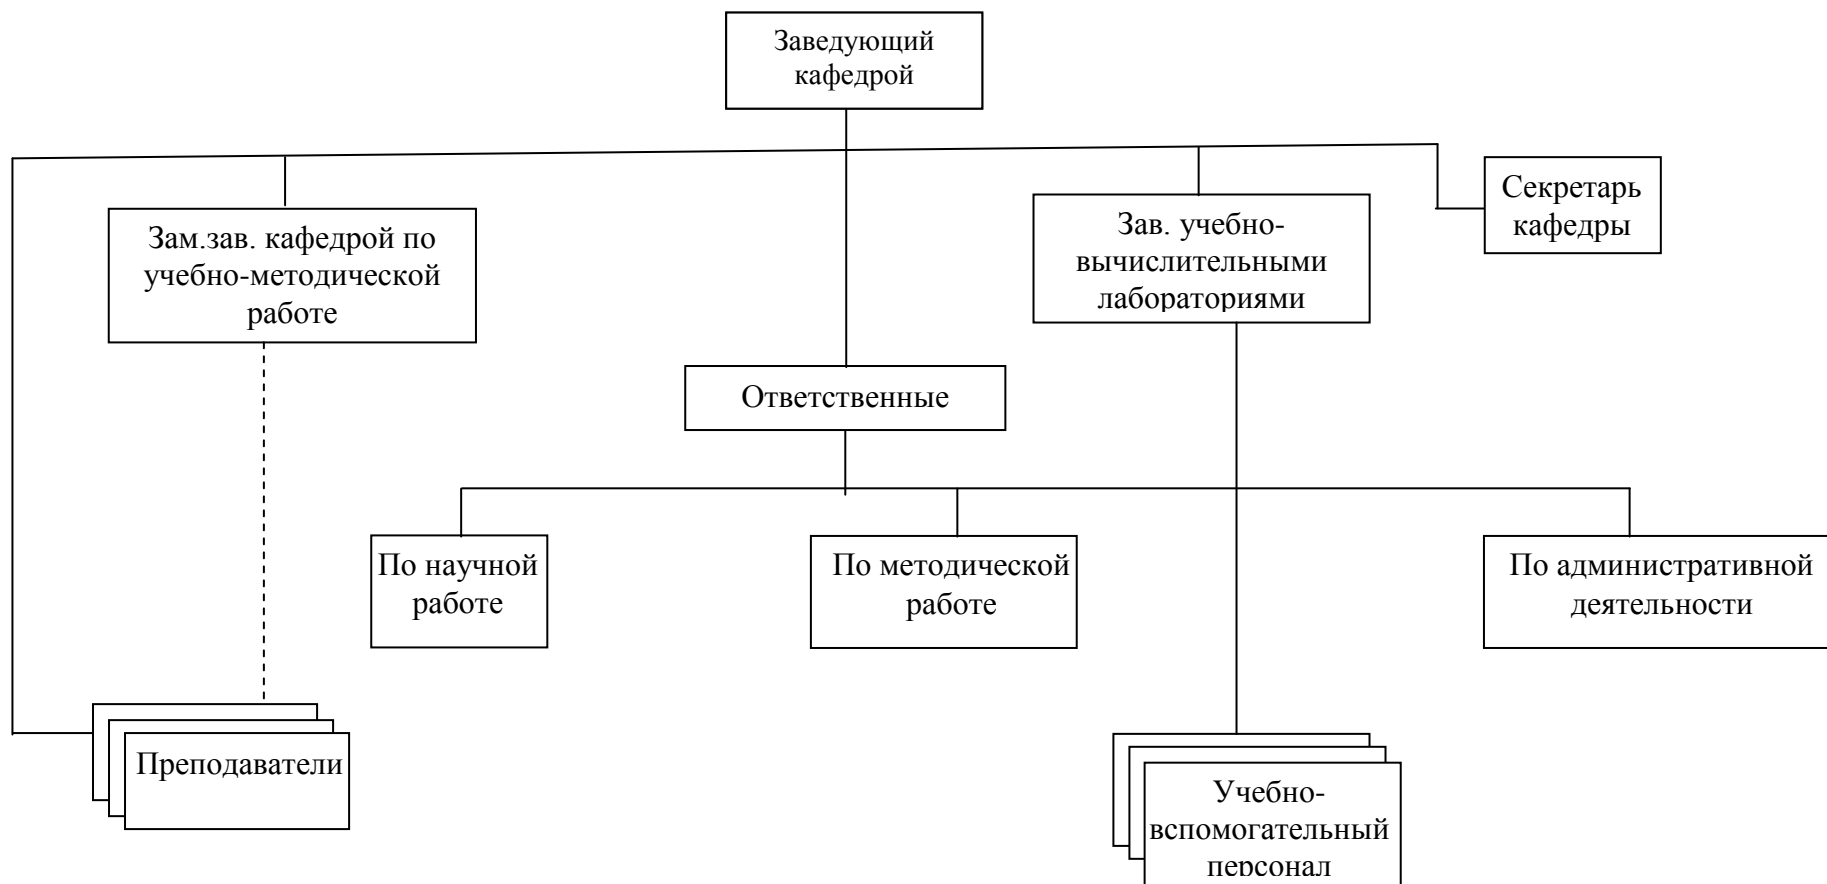 Заведующий
кафедрой
Секретарь
кафедры
Зам.зав. кафедрой по
учебно-методической
работе
Зав. учебно-
вычислительными
лабораториями
Ответственные
По научной
работе
По методической
работе
По административной
деятельности
Преподаватели
Учебно-
вспомогательный
персонал